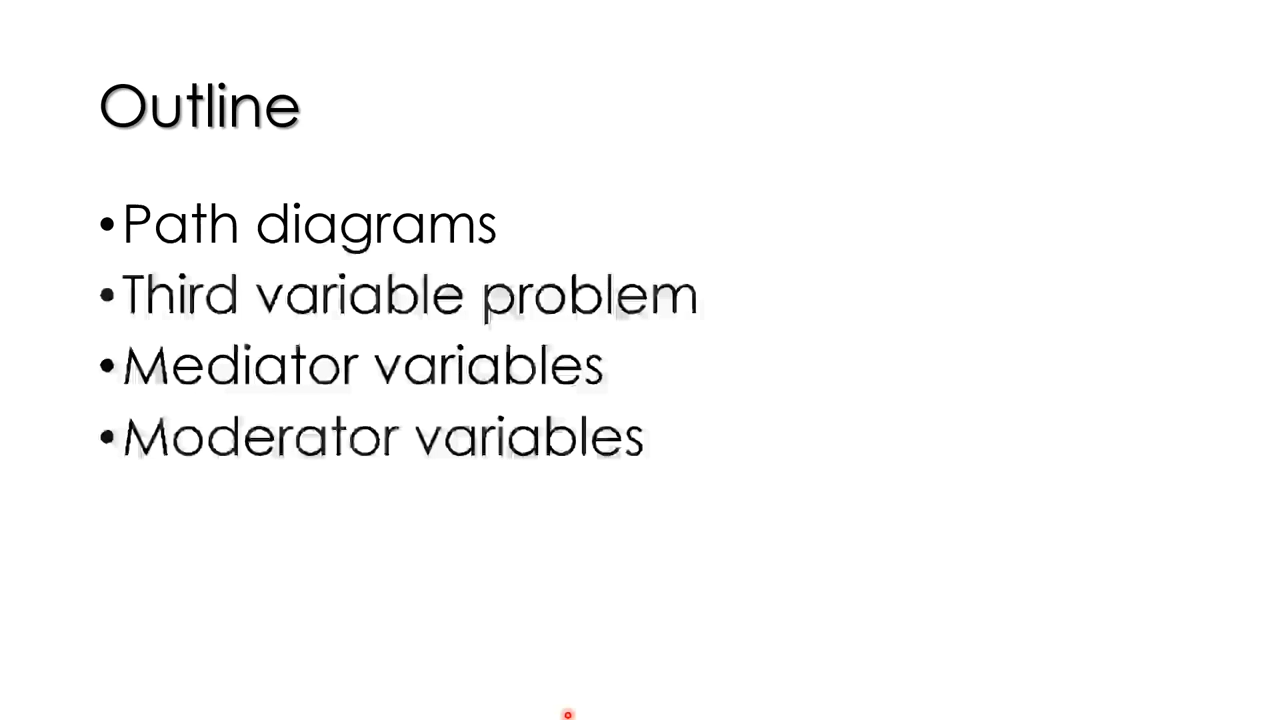 Outline
•Path diagrams
•Third variable problem
•Mediator variables
•Moderator variables